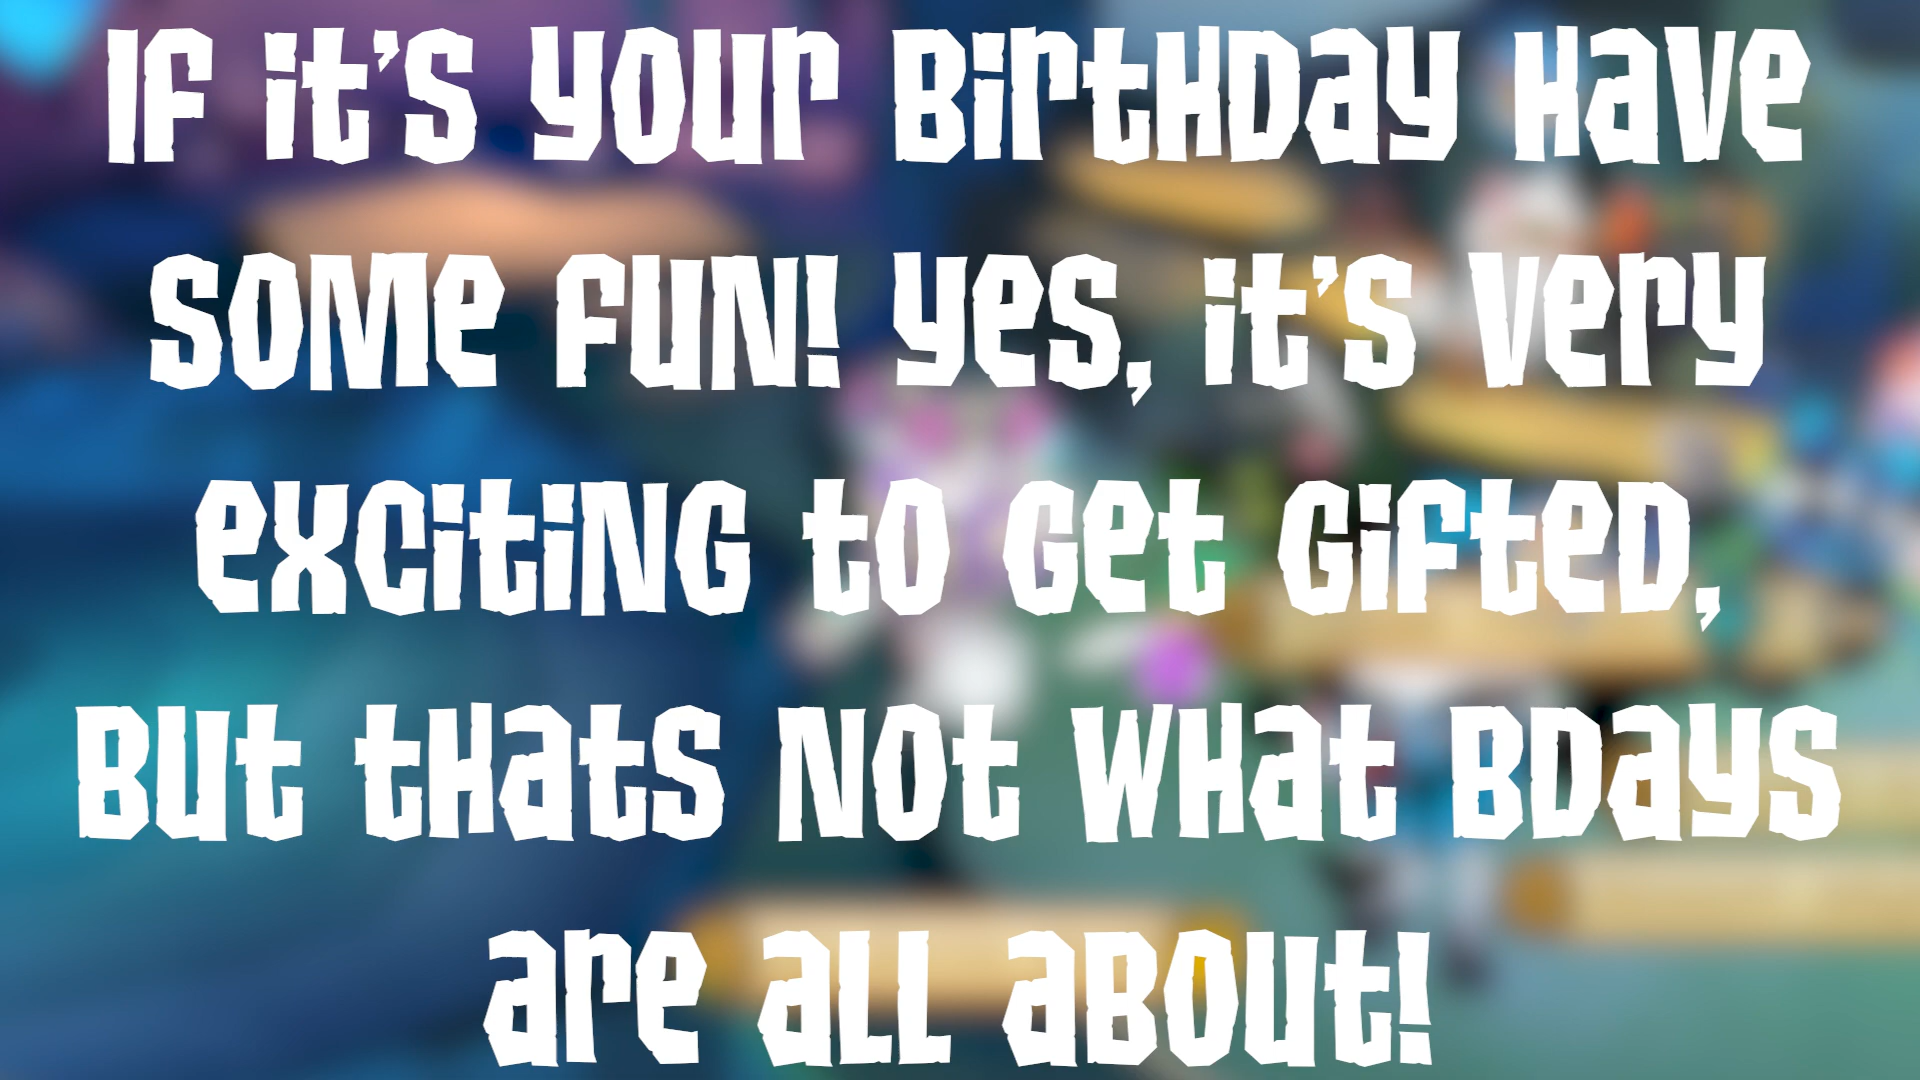 If it's your birthday have
some fun! Yes, it's very
exciting to get gifted,
but thats not what bdays
are all about!